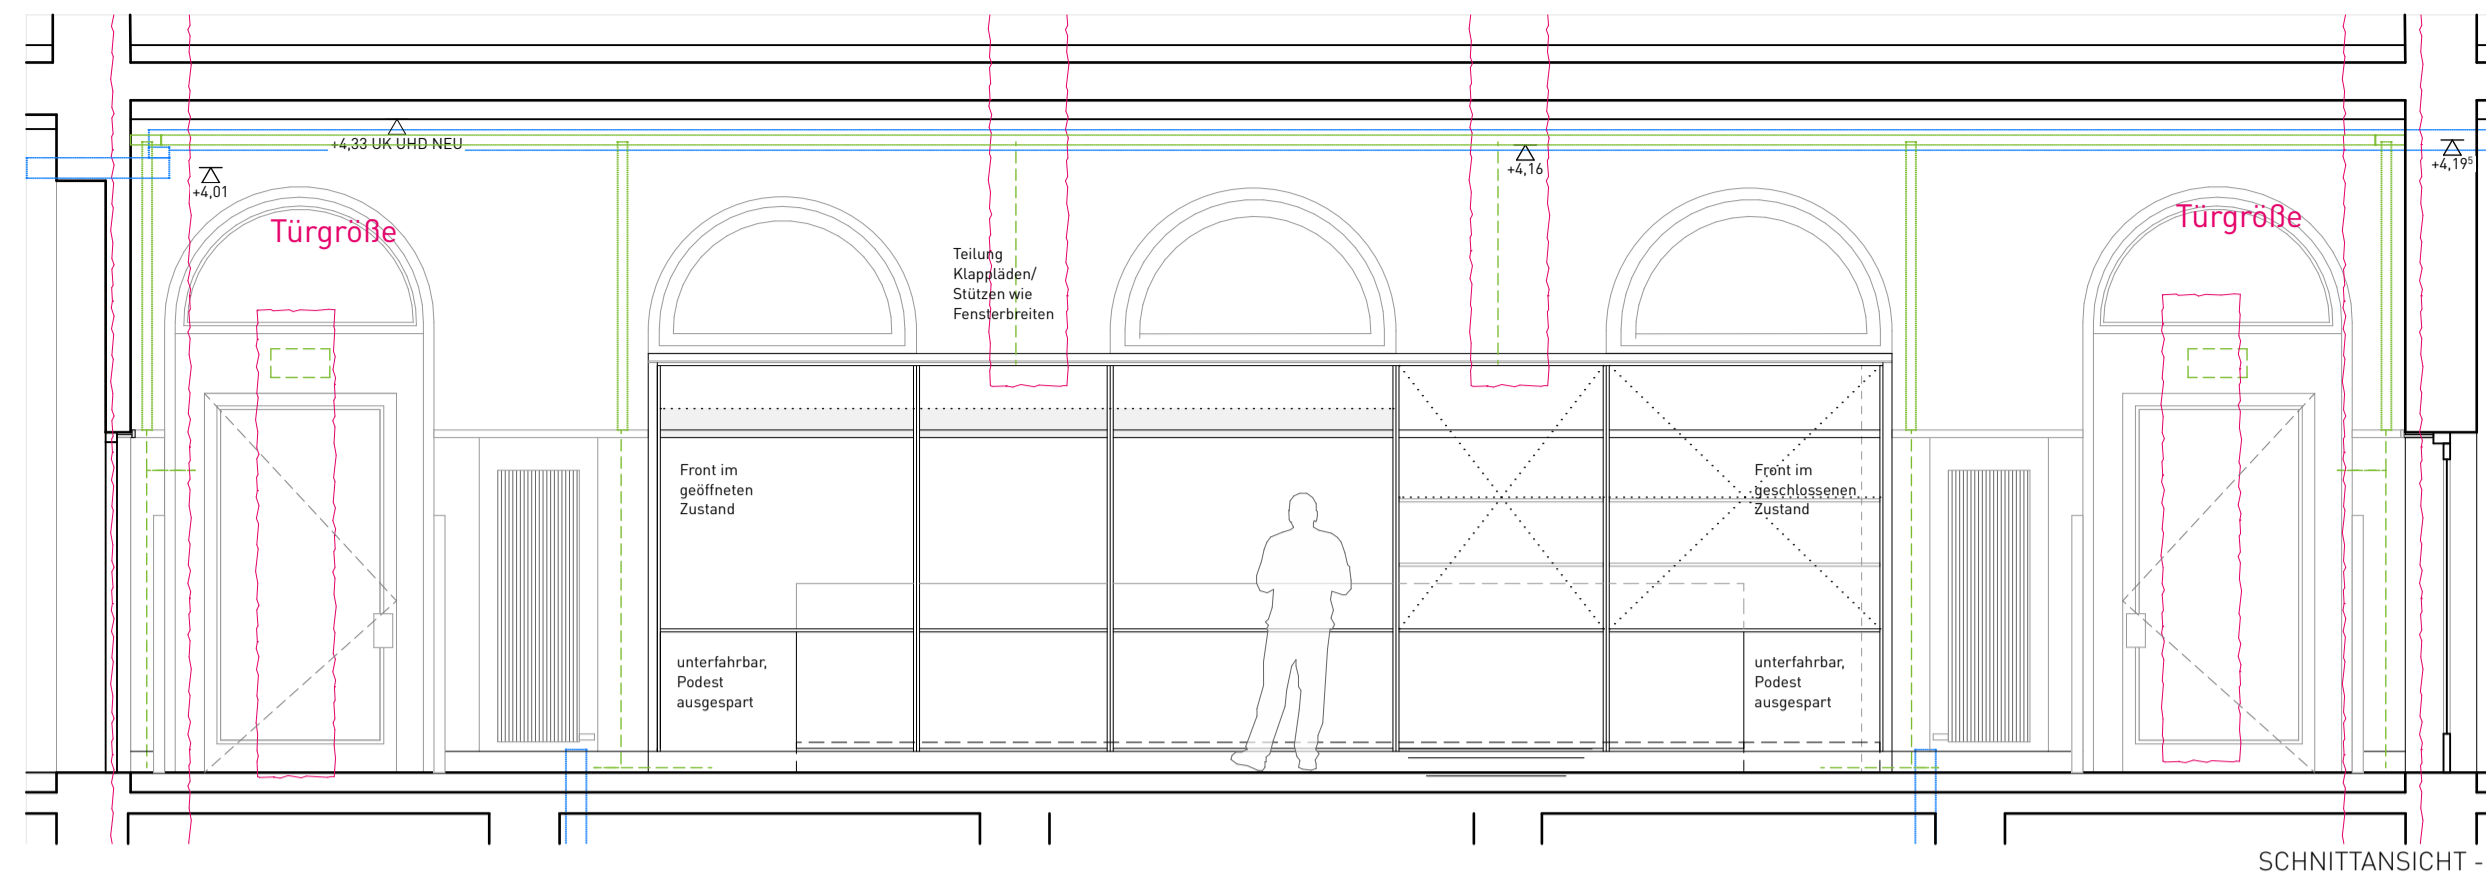 +4,33 UK UHD NEU
+4,01
+4,16
+4,19⁵
Türgröße
Türgröße
Teilung
Klappläden/
Stützen wie
Fensterbreiten
Front im
geöffneten
Zustand
Front im
geschlossenen
Zustand
unterfahrbar,
Podest
ausgespart
unterfahrbar,
Podest
ausgespart
SCHNITTANSICHT -